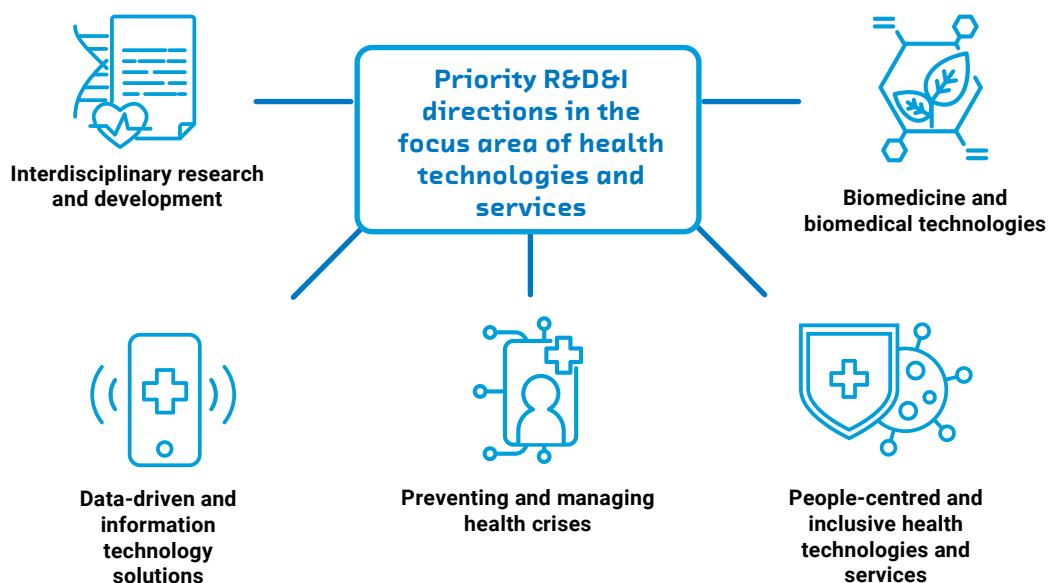 Priority R&D&I
directions in the
focus area of health
technologies and
services
Interdisciplinary research
and development
Biomedicine and
biomedical technologies
Data-driven and
information
technology
solutions
Preventing and managing
health crises
People-centred and
inclusive health
technologies and
services